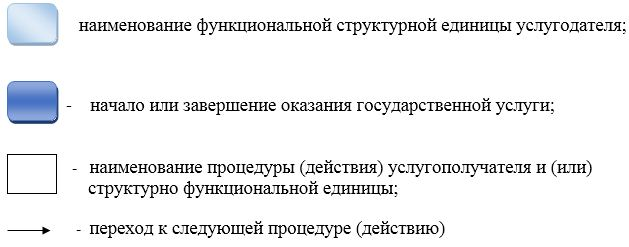 наименование функциональной структурной единицы услугодателя;
- начало или завершение оказания государственной услуги;
- наименование процедуры (действия) услугополучателя и (или)
структурно функциональной единицы;
- переход к следующей процедуре (действию)